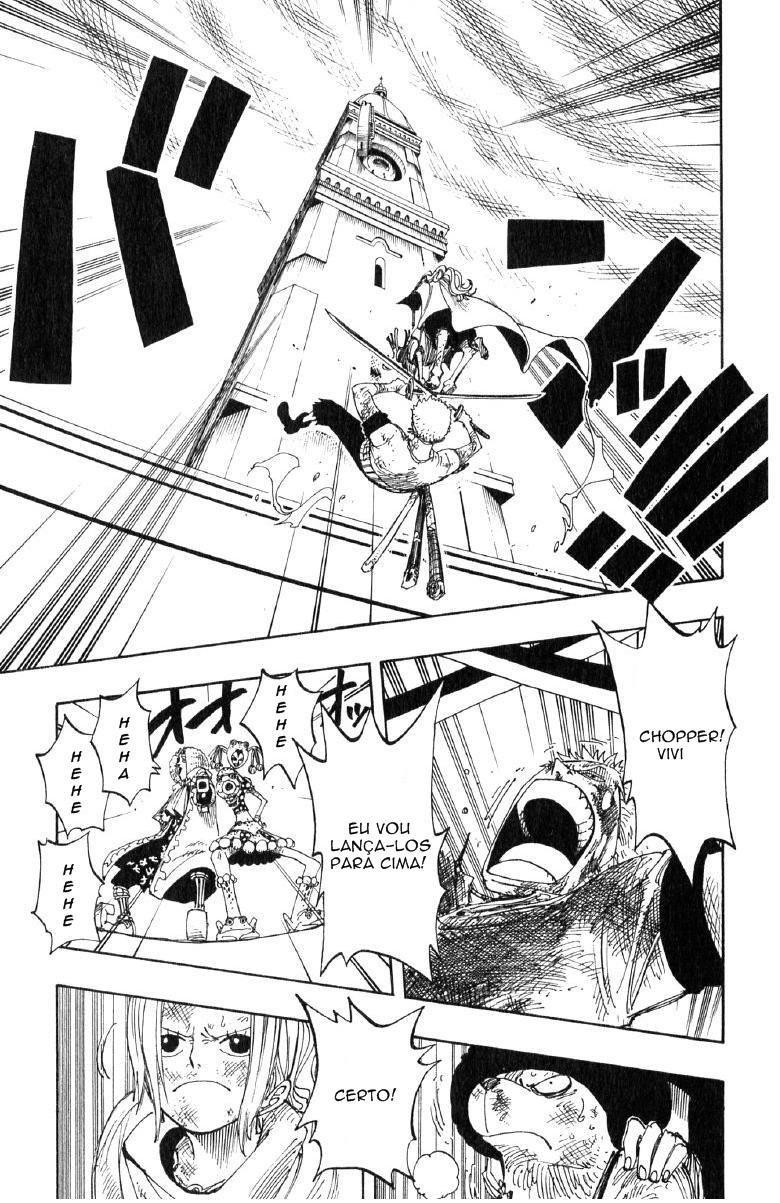 バンッ!!!
CHOPPER!
VIVI
EU VOU
LANÇA-LOS
PARA CIMA!
オオオッ
HEHE
HEHA
HEHE
HEHE
CERTO!